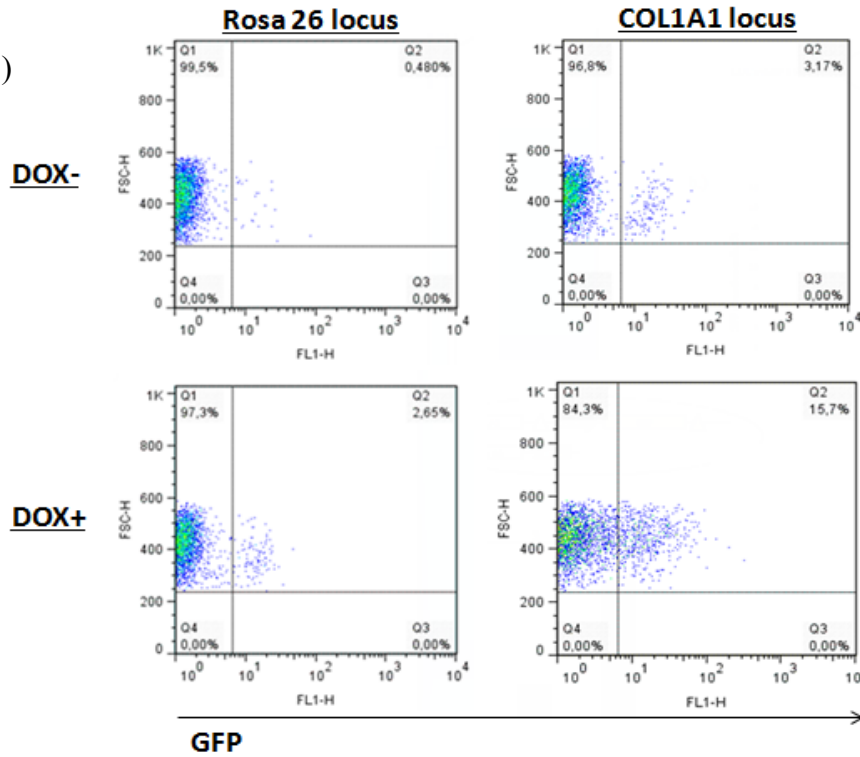 Rosa 26 locus
COL1A1 locus
)
DOX-
Q1
99,5%
Q2
0,480%
1K
800
600
400
200
0
FSC-H
Q4
0,00%
Q3
0,00%
10^0 10^1 10^2 10^3 10^4
FL1-H
Q1
96,8%
Q2
3,17%
1K
800
600
400
200
0
FSC-H
Q4
0,00%
Q3
0,00%
10^0 10^1 10^2 10^3 10^4
FL1-H
DOX+
Q1
97,3%
Q2
2,65%
1K
800
600
400
200
0
FSC-H
Q4
0,00%
Q3
0,00%
10^0 10^1 10^2 10^3 10^4
FL1-H
Q1
84,3%
Q2
15,7%
1K
800
600
400
200
0
FSC-H
Q4
0,00%
Q3
0,00%
10^0 10^1 10^2 10^3 10^4
FL1-H
GFP